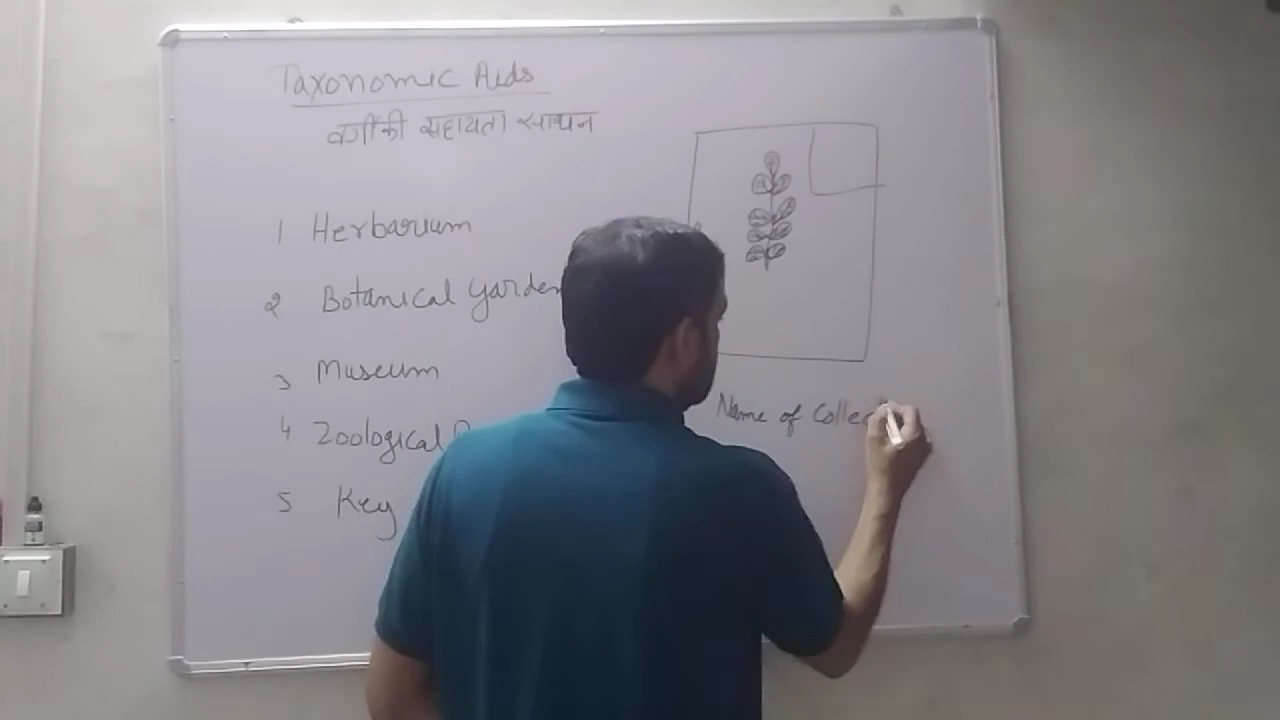 Taxonomic Aids
वर्गीकी सहायता साधन
1 Herbarium
2 Botanical Garden
3 Museum
4 Zoological
5 Key
Name of Collec